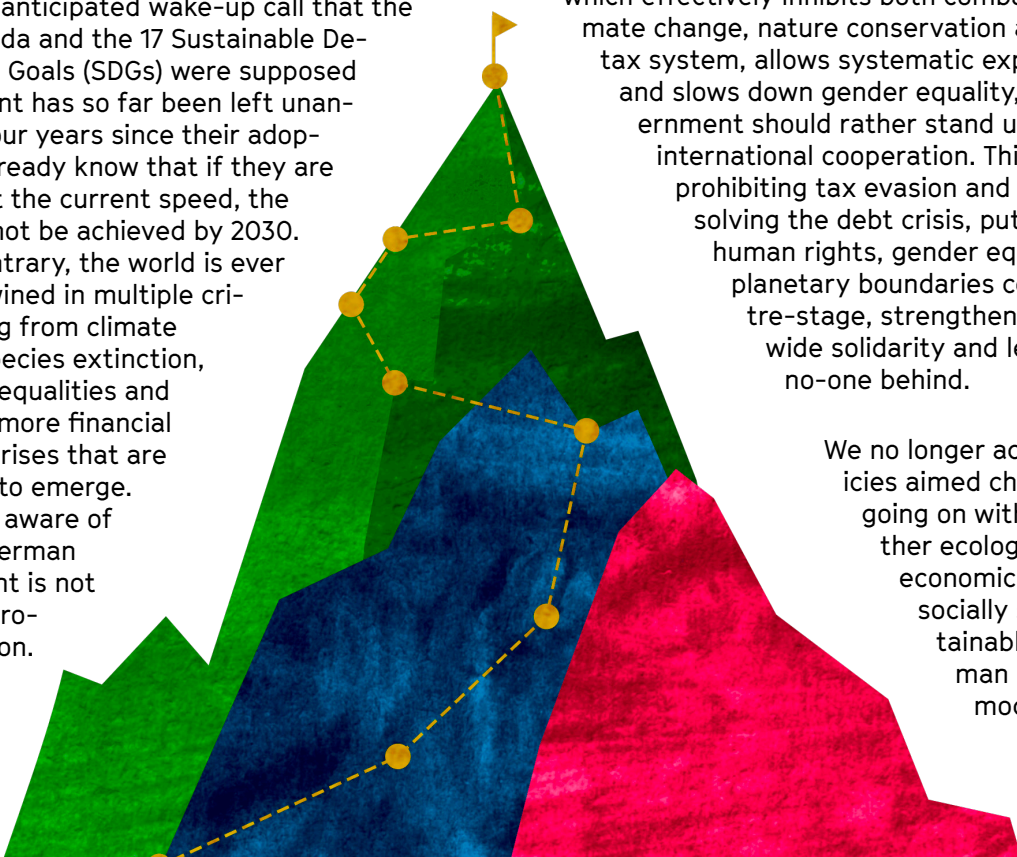 anticipated wake-up call that the
da and the 17 Sustainable De-
Goals (SDGs) were supposed
nt has so far been left unan-
our years since their adop-
ready know that if they are
t the current speed, the
not be achieved by 2030.
ntrary, the world is ever
wined in multiple cri-
g from climate
pecies extinction,
equalities and
more financial
rises that are
to emerge.
aware of
erman
nt is not
ro-
on.
which effectively inhibits both comba
mate change, nature conservation a
tax system, allows systematic exp
and slows down gender equality,
ernment should rather stand u
international cooperation. Thi
prohibiting tax evasion and
solving the debt crisis, put
human rights, gender eq
planetary boundaries ce
tre-stage, strengthen
wide solidarity and le
no-one behind.
We no longer ac
icies aimed ch
going on with
ther ecolog
economic
socially
tainabl
man
moc